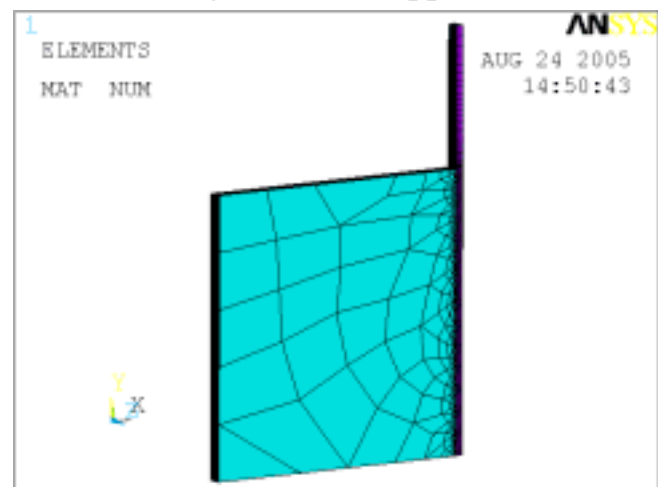 1
ANSYS
ELEMENTS
AUG 24 2005
MAT NUM
14:50:43
Y
X